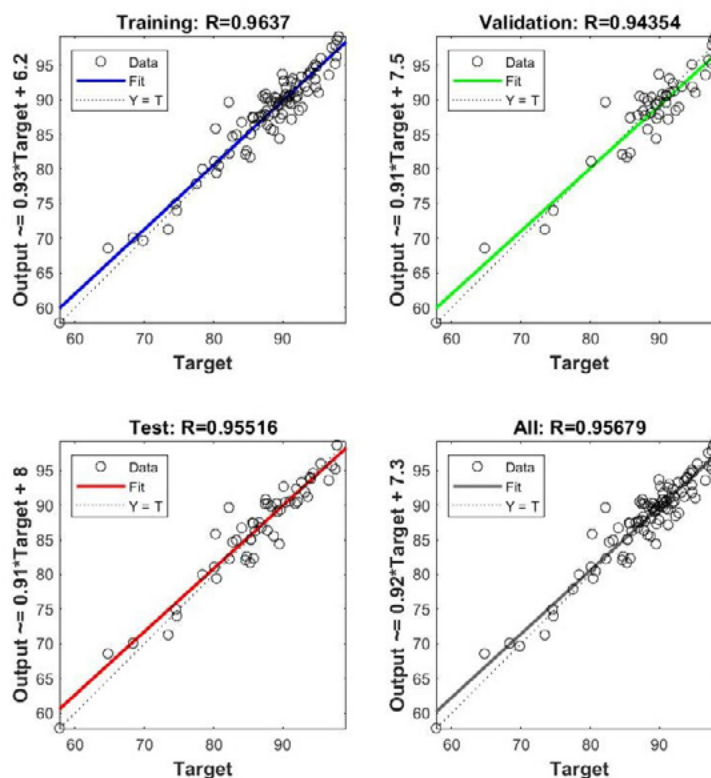 Training: R=0.9637
Output ~= 0.93*Target + 6.2
Data
Fit
Y = T
95
90
85
80
75
70
65
60
60 70 80 90
Target
Validation: R=0.94354
Output ~= 0.91*Target + 7.5
Data
Fit
Y = T
95
90
85
80
75
70
65
60
60 70 80 90
Target
Test: R=0.95516
Output ~= 0.91*Target + 8
Data
Fit
Y = T
95
90
85
80
75
70
65
60
60 70 80 90
Target
All: R=0.95679
Output ~= 0.92*Target + 7.3
Data
Fit
Y = T
95
90
85
80
75
70
65
60
60 70 80 90
Target